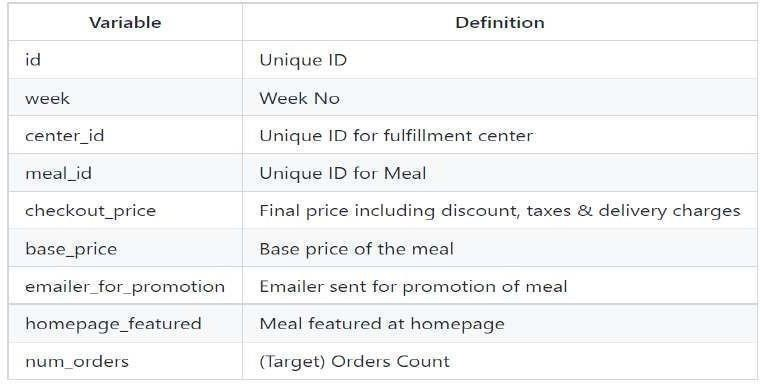 Variable Definition
id Unique ID
week Week No
center_id Unique ID for fulfillment center
meal_id Unique ID for Meal
checkout_price Final price including discount, taxes & delivery charges
base_price Base price of the meal
emailer_for_promotion Emailer sent for promotion of meal
homepage_featured Meal featured at homepage
num_orders (Target) Orders Count